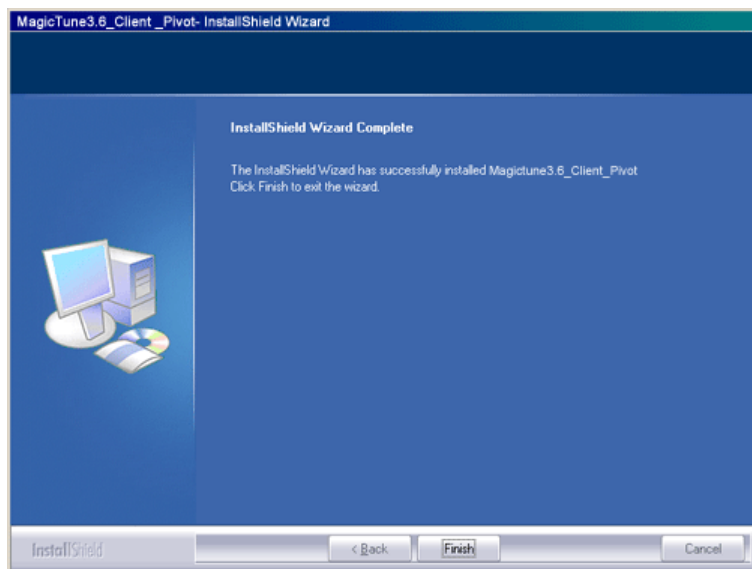 MagicTune3.6_Client _Pivot- InstallShield Wizard
InstallShield Wizard Complete
The InstallShield Wizard has successfully installed Magictune3.6_Client_Pivot
Click Finish to exit the wizard.
InstallShield
< Back
Finish
Cancel